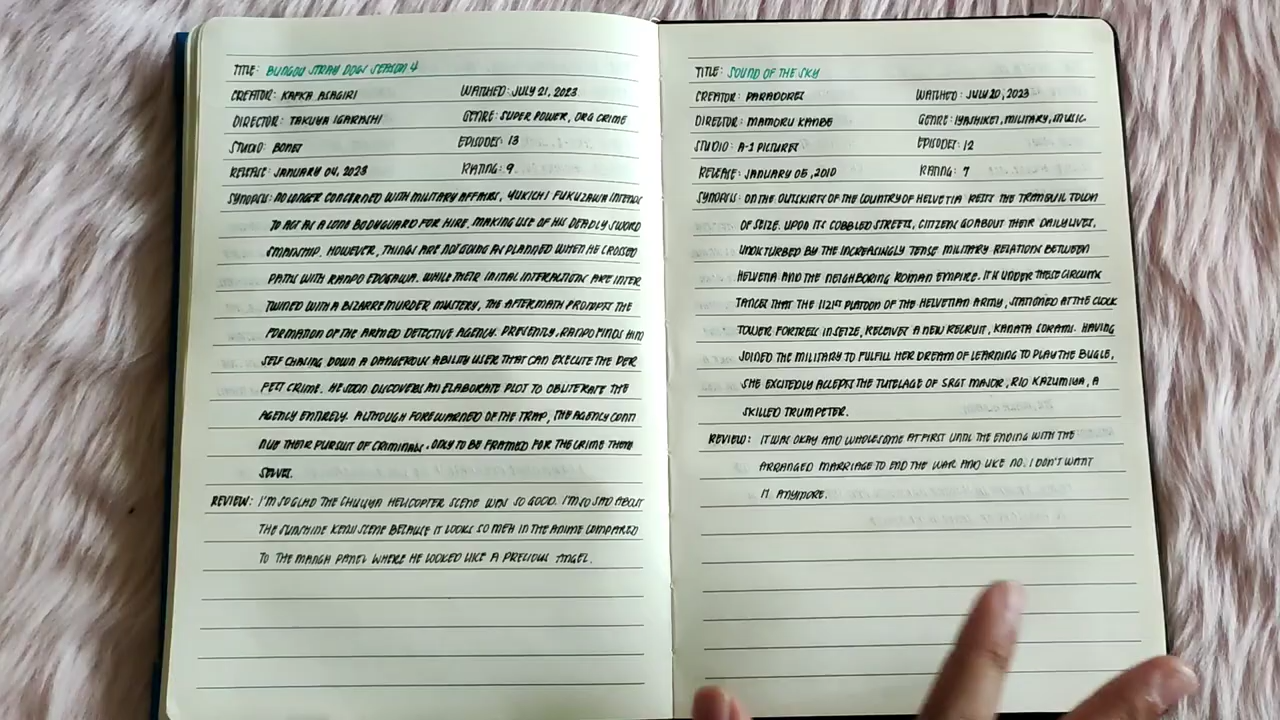 TITLE: BUNGOU STRAY DOGS SEASON 4
CREATOR: KAFKA ASAGIRI
WATCHED: JULY 21, 2023
DIRECTOR: TAKUYA IGARASHI
GENRE: SUPER POWER, ORG CRIME
STUDIO: BONES
EPISODES: 13
RELEASE: JANUARY 04, 2023
RATING: 9
SYNOPSIS: NO LONGER CONCERNED WITH MILITARY AFFAIRS, YUKICHI FUKUZAWA INTENDS
TO ACT AS A LONE BODYGUARD FOR HIRE, MAKING USE OF HIS DEADLY SWORD
SMANSHIP. HOWEVER, THINGS ARE NOT GOING AS PLANNED WHEN HE CROSSED
PATHS WITH RANPO EDOGAWA. WHILE THEIR INITIAL INTERACTIONS ARE INTER
TWINED WITH A BIZARRE MURDER MYSTERY, THE AFTERMATH PROMPTS THE
FORMATION OF THE ARMED DETECTIVE AGENCY. PRESENTLY, RANPO FINDS HIM
SELF CHASING DOWN A DANGEROUS ABILITY USER THAT CAN EXECUTE THE PER
FECT CRIME. HE SOON DISCOVERS AN ELABORATE PLOT TO OBLITERATE THE
AGENCY ENTIRELY. ALTHOUGH FOREWARNED OF THE TRAP, THE AGENCY CONTI
NUE THEIR PURSUIT OF CRIMINALS, ONLY TO BE FRAMED FOR THE CRIME THEM
SELVES.
REVIEW: I'M SO GLAD THE CHUUYA HELICOPTER SCENE WAS SO GOOD. I'M SO SAD ABOUT
THE SUNSHINE KENJI SCENE BECAUSE IT LOOKS SO MEH IN THE ANIME COMPARED
TO THE MANGA PANEL WHERE HE LOOKED LIKE A PRECIOUS ANGEL.
TITLE: SOUND OF THE SKY
CREATOR: PARADORES
WATCHED: JULY 20, 2023
DIRECTOR: MAMORU KANBE
GENRE: IYASHIKEI, MILITARY, MUSIC
STUDIO: A-1 PICTURES
EPISODES: 12
RELEASE: JANUARY 05, 2010
RATING: 7
SYNOPSIS: ON THE OUTSKIRTS OF THE COUNTRY OF HELVETIA RESTS THE TRANQUIL TOWN
OF SEIZE. UPON ITS COBBLED STREETS, CITIZENS GO ABOUT THEIR DAILY LIVES,
UNDISTURBED BY THE INCREASINGLY TENSE MILITARY RELATIONS BETWEEN
HELVETIA AND THE NEIGHBORING ROMAN EMPIRE. IT IS UNDER THESE CIRCUMS
TANCES THAT THE 1121ST PLATOON OF THE HELVETIAN ARMY, STATIONED AT THE CLOCK
TOWER FORTRESS IN SEIZE, RECEIVES A NEW RECRUIT, KANATA SORAMI. HAVING
JOINED THE MILITARY TO FULFILL HER DREAM OF LEARNING TO PLAY THE BUGLE,
SHE EXCITEDLY ACCEPTS THE TUTELAGE OF SRGT MAJOR, RIO KAZUMIYA, A
SKILLED TRUMPETER.
REVIEW: IT WAS OKAY AND WHOLESOME AT FIRST UNTIL THE ENDING WITH THE
ARRANGED MARRIAGE TO END THE WAR AND LIKE NO. I DON'T WANT
IT ANYMORE.